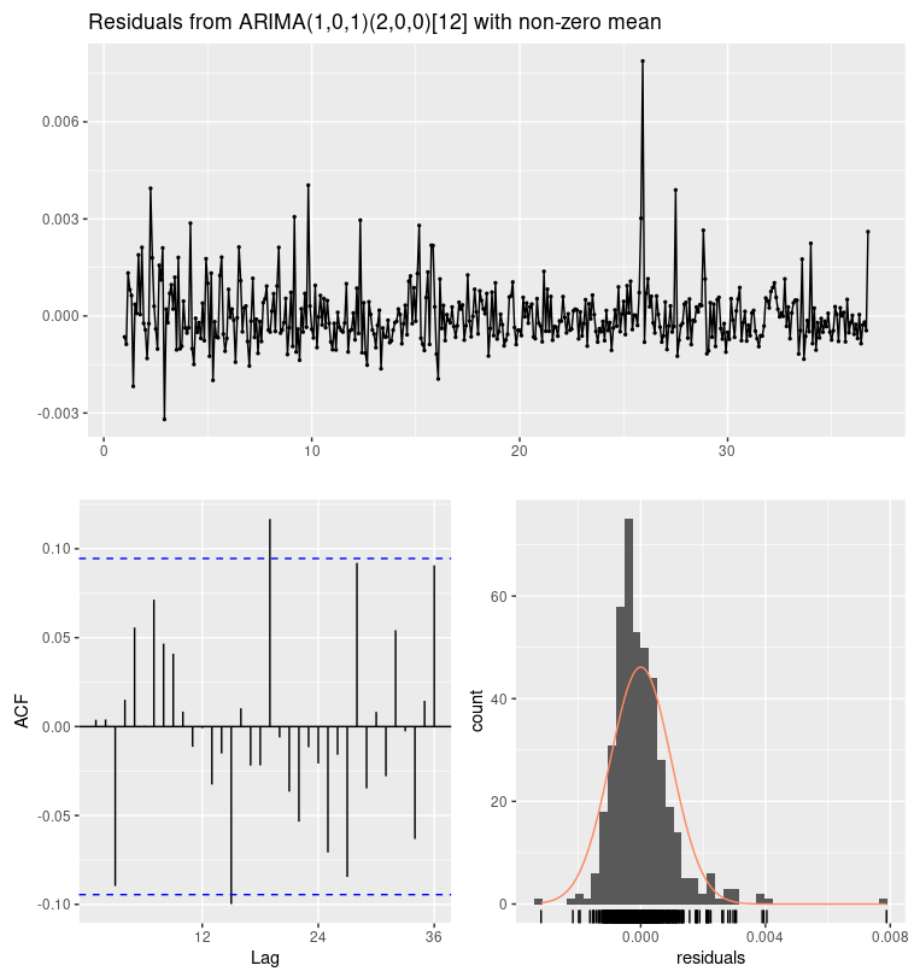 Residuals from ARIMA(1,0,1)(2,0,0)[12] with non-zero mean
0.006
0.003
0.000
-0.003
0 10 20 30
ACF
0.10
0.05
0.00
-0.05
-0.10
12 24 36
Lag
count
60
40
20
0
0.000 0.004 0.008
residuals